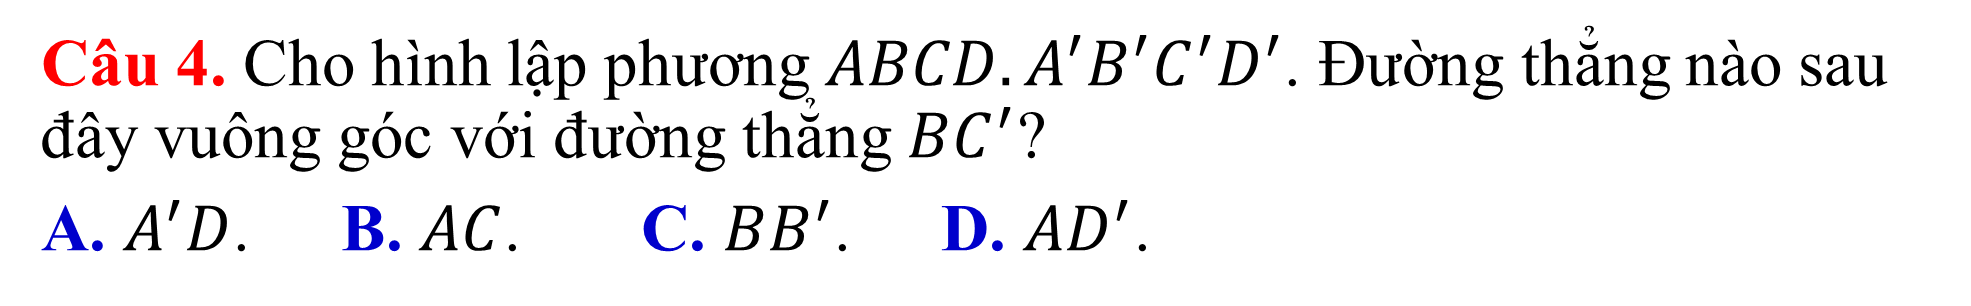 Câu 4. Cho hình lập phương ABCD. A′B′C′D′. Đường thẳng nào sau
đây vuông góc với đường thẳng BC′?
A. A′D. B. AC. C. BB′. D. AD′.